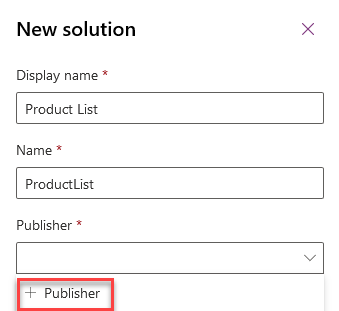 New solution
Display name *
Product List
Name *
ProductList
Publisher *
+ Publisher